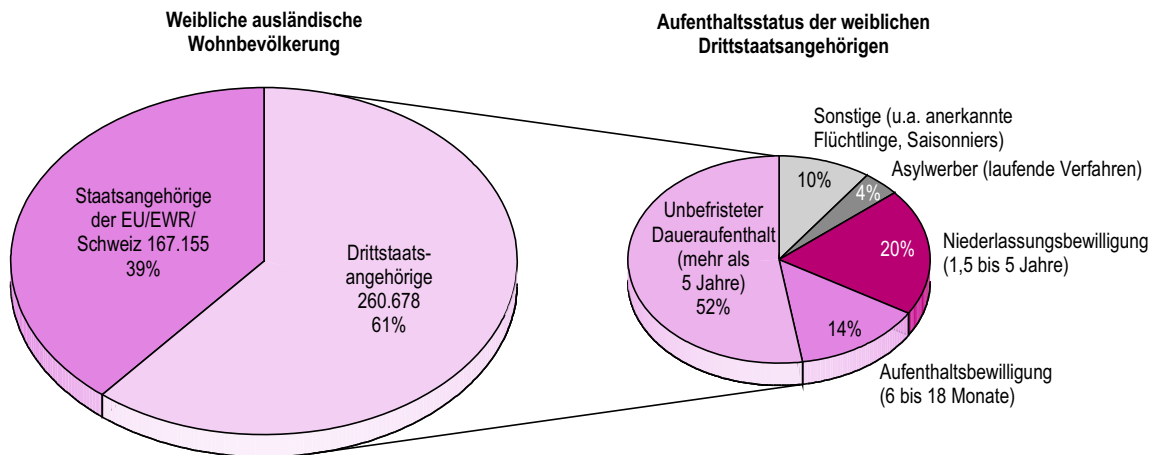 Weibliche ausländische
Wohnbevölkerung
Staatsangehörige
der EU/EWR/
Schweiz 167.155
39%
Drittstaats-
angehörige
260.678
61%
Aufenthaltsstatus der weiblichen
Drittstaatsangehörigen
Sonstige (u.a. anerkannte
Flüchtlinge, Saisonniers)
10%
Asylwerber (laufende Verfahren)
4%
Unbefristeter
Daueraufenthalt
(mehr als
5 Jahre)
52%
20%
Niederlassungsbewilligung
(1,5 bis 5 Jahre)
14%
Aufenthaltsbewilligung
(6 bis 18 Monate)